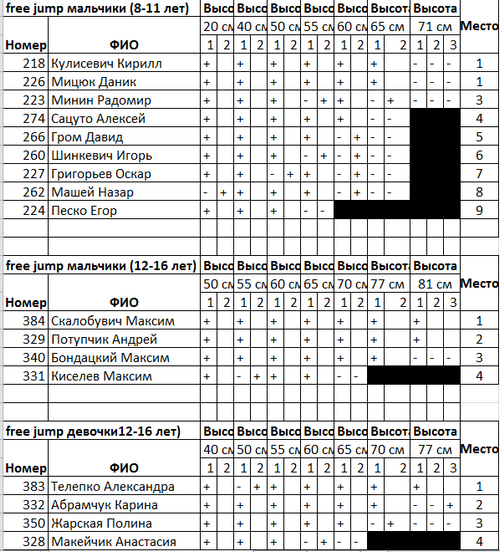 free jump мальчики (8-11 лет) Высо Высо Высо Высо Высо Высота Высота Место
20 см 40 см 50 см 55 см 60 см 65 см 71 см
Номер ФИО 1 2 1 2 1 2 1 2 1 2 1 2 1 2 3
218 Кулисевич Кирилл + + + + + + - - - 1
226 Мицюк Даник + + + + + + - - - 1
223 Минин Радомир + + + - + + - + - - - 3
274 Сацуто Алексей + + + + + - - 4
266 Гром Давид + + + + - + - - 5
260 Шинкевич Игорь + + + - + - + - - 6
227 Григорьев Оскар + + - + + - + - - 7
262 Машей Назар - + + + + - + - - 8
224 Песко Егор + + + - - 9
free jump мальчики (12-16 лет) Высо Высо Высо Высо Высо Высота Высота Место
50 см 55 см 60 см 65 см 70 см 77 см 81 см
Номер ФИО 1 2 1 2 1 2 1 2 1 2 1 2 1 2 3
384 Скалобувич Максим + + + + + + + 1
329 Потупчик Андрей + + + + + + + 2
340 Бондацкий Максим + + + + + + - - - 3
331 Киселев Максим + - + + + - - 4
free jump девочки12-16 лет) Высо Высо Высо Высо Высо Высота Высота Место
40 см 50 см 55 см 60 см 65 см 70 см 77 см
Номер ФИО 1 2 1 2 1 2 1 2 1 2 1 2 1 2 3
383 Телепко Александра + - + + + + + + 1
332 Абрамчук Карина + + + + + + - - + 2
350 Жарская Полина + + + + + - + - - - 3
328 Макейчик Анастасия + + + - + - - 4